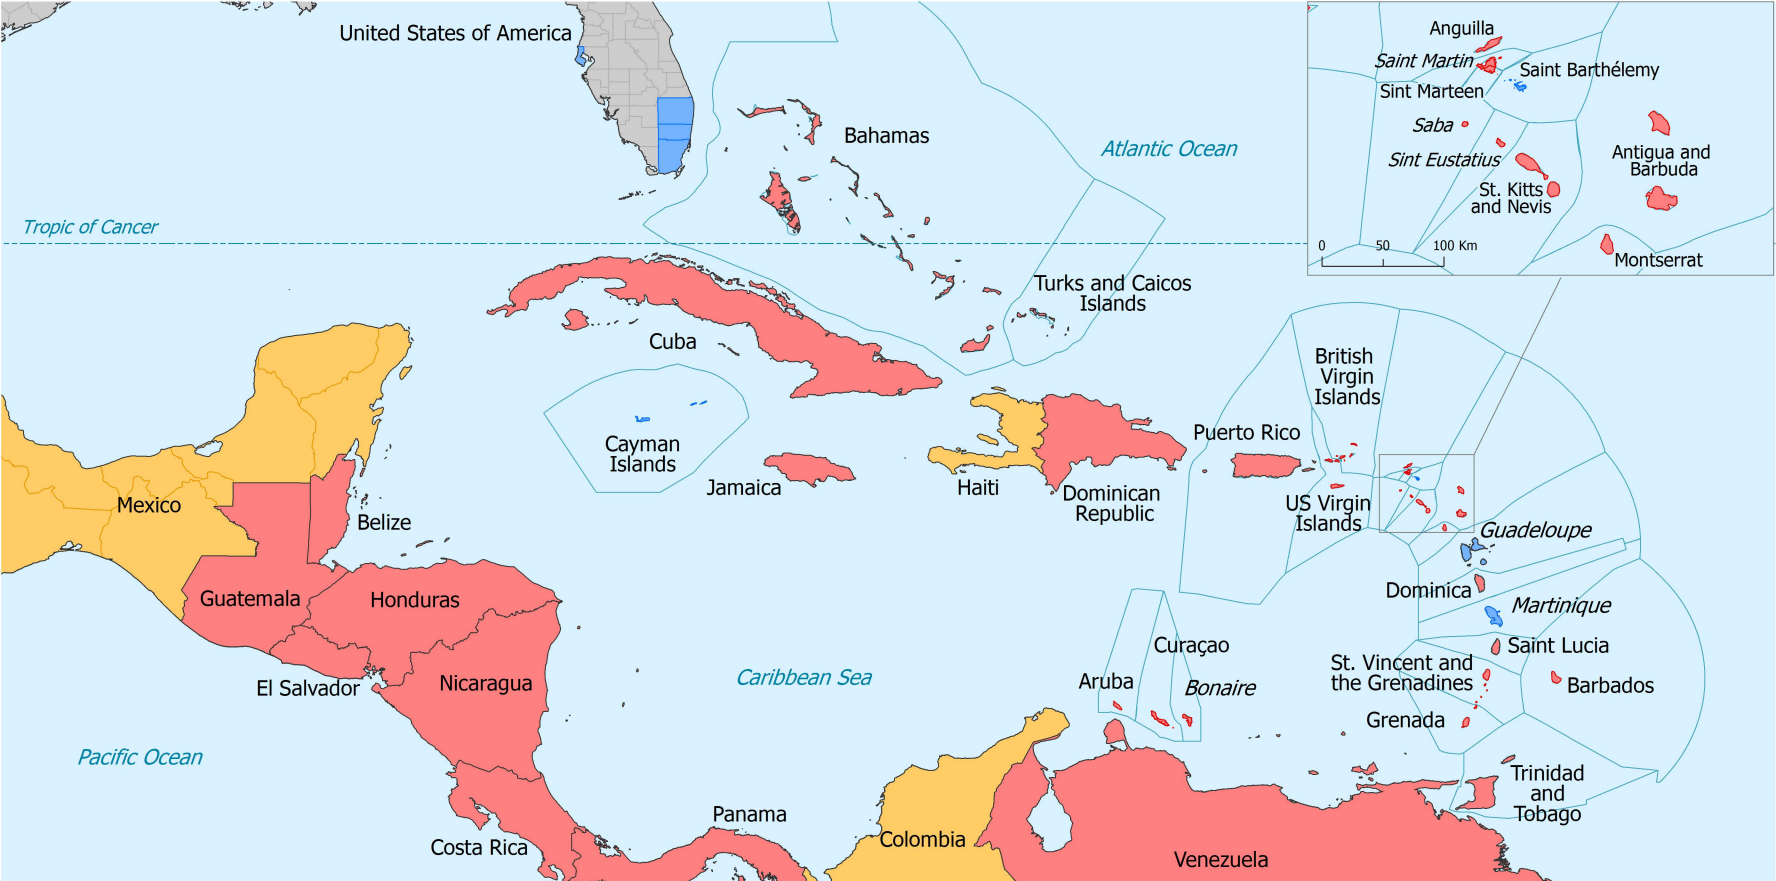 United States of America
Bahamas
Atlantic Ocean
Tropic of Cancer
Turks and Caicos
Islands
Cuba
Cayman
Islands
Jamaica
Haiti
Dominican
Republic
Puerto Rico
British
Virgin
Islands
US Virgin
Islands
Anguilla
Saint Martin
Saint Barthélemy
Sint Marteen
Saba
Sint Eustatius
St. Kitts
and Nevis
Antigua and
Barbuda
Montserrat
0 50 100 Km
Mexico
Belize
Guatemala
Honduras
El Salvador
Nicaragua
Costa Rica
Panama
Pacific Ocean
Caribbean Sea
Guadeloupe
Dominica
Martinique
Saint Lucia
St. Vincent and
the Grenadines
Barbados
Grenada
Curaçao
Aruba
Bonaire
Trinidad
and
Tobago
Colombia
Venezuela